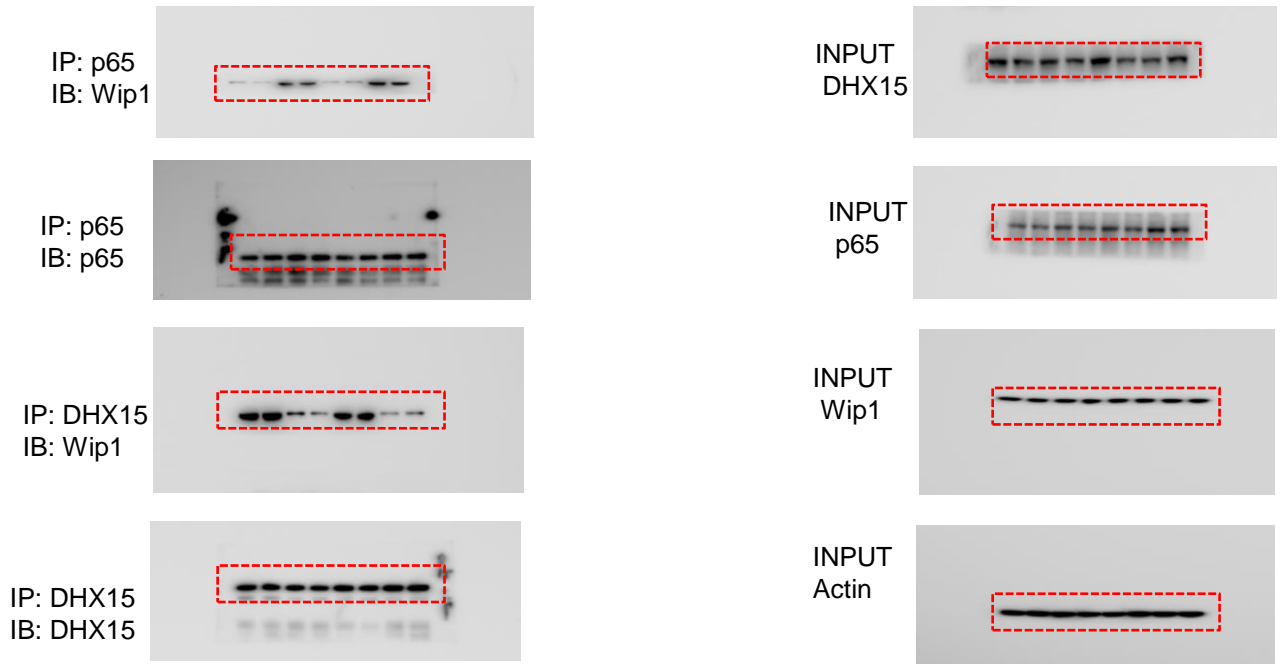 IP: p65
IB: Wip1
IP: p65
IB: p65
IP: DHX15
IB: Wip1
IP: DHX15
IB: DHX15
INPUT
DHX15
INPUT
p65
INPUT
Wip1
INPUT
Actin